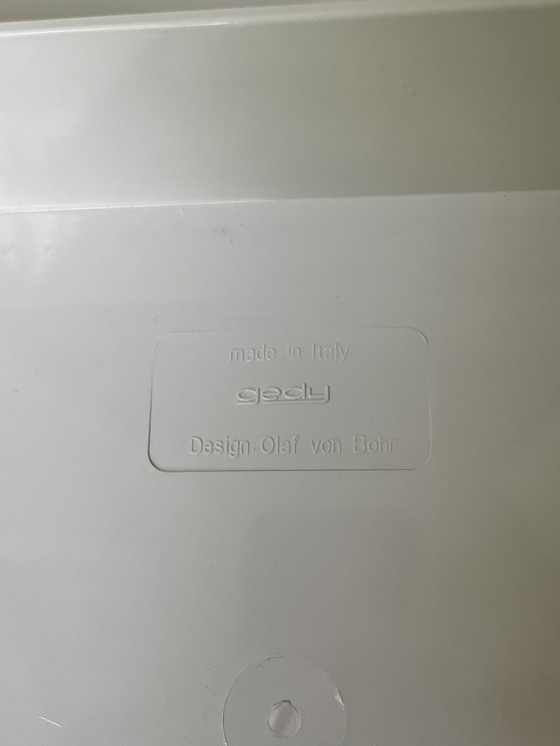 made in Italy
gedy
Design. Olaf von Bohr